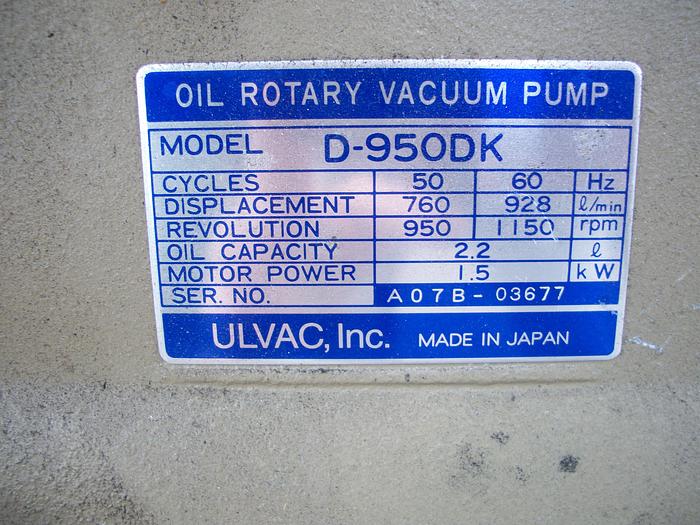 OIL ROTARY VACUUM PUMP
MODEL D-950DK
CYCLES 50 60 Hz
DISPLACEMENT 760 928 ℓ/min
REVOLUTION 950 1150 rpm
OIL CAPACITY 2.2 ℓ
MOTOR POWER 1.5 kW
SER. NO. A07B-03677
ULVAC, Inc. MADE IN JAPAN